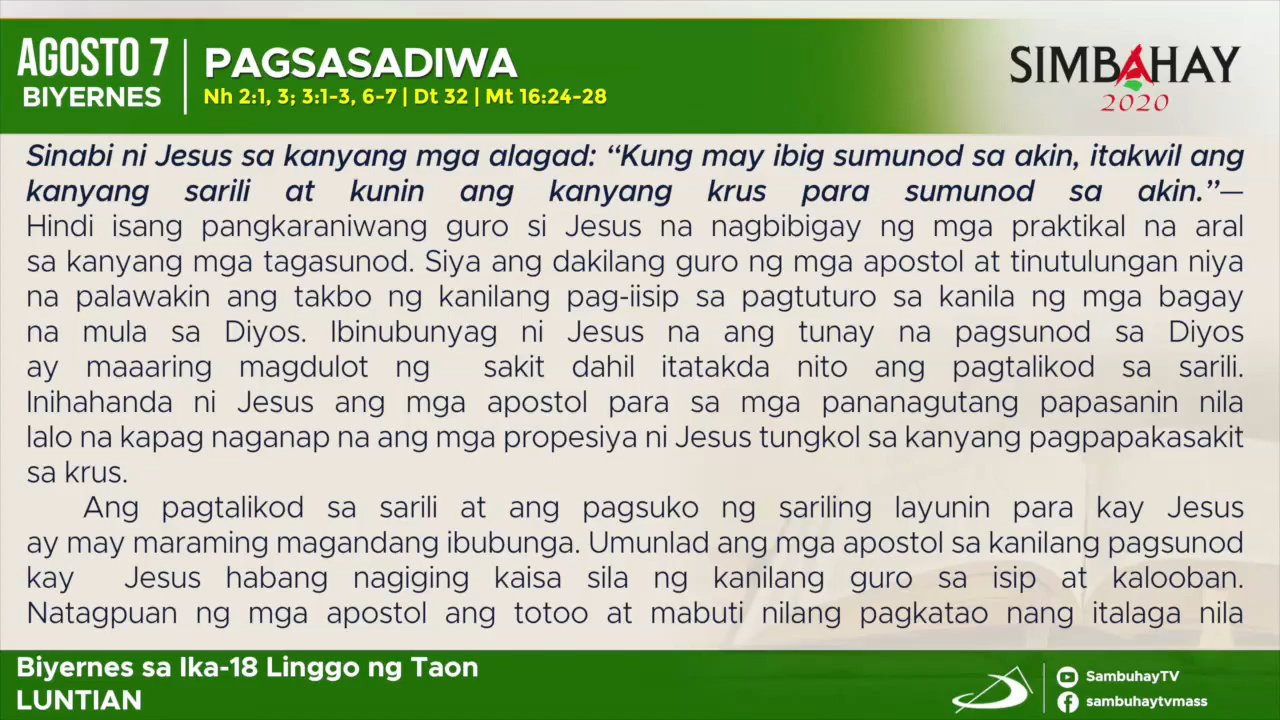 AGOSTO 7
BIYERNES
PAGSASADIWA
Nh 2:1, 3; 3:1-3, 6-7 | Dt 32 | Mt 16:24-28
SIMBAHAY
2020
Sinabi ni Jesus sa kanyang mga alagad: “Kung may ibig sumunod sa akin, itakwil ang
kanyang sarili at kunin ang kanyang krus para sumunod sa akin.”—
Hindi isang pangkaraniwang guro si Jesus na nagbibigay ng mga praktikal na aral
sa kanyang mga tagasunod. Siya ang dakilang guro ng mga apostol at tinutulungan niya
na palawakin ang takbo ng kanilang pag-iisip sa pagtuturo sa kanila ng mga bagay
na mula sa Diyos. Ibinubunyag ni Jesus na ang tunay na pagsunod sa Diyos
ay maaaring magdulot ng sakit dahil itatakda nito ang pagtalikod sa sarili.
Inihahanda ni Jesus ang mga apostol para sa mga pananagutang papasanin nila
lalo na kapag naganap na ang mga propesiya ni Jesus tungkol sa kanyang pagpapakasakit
sa krus.
Ang pagtalikod sa sarili at ang pagsuko ng sariling layunin para kay Jesus
ay may maraming magandang ibubunga. Umunlad ang mga apostol sa kanilang pagsunod
kay Jesus habang nagiging kaisa sila ng kanilang guro sa isip at kalooban.
Natagpuan ng mga apostol ang totoo at mabuti nilang pagkatao nang italaga nila
Biyernes sa Ika-18 Linggo ng Taon
LUNTIAN
SambuhayTV
sambuhaytvmass